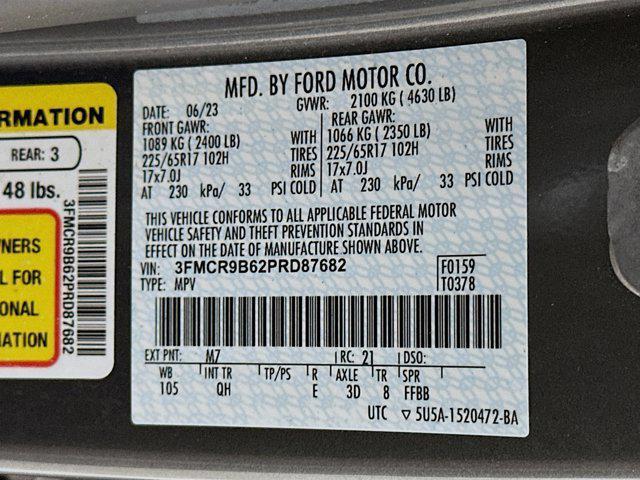 MFD. BY FORD MOTOR CO.
DATE: 06/23 GVWR: 2100 KG ( 4630 LB)
FRONT GAWR: REAR GAWR:
1089 KG ( 2400 LB) WITH 1066 KG ( 2350 LB) WITH
225/65R17 102H TIRES 225/65R17 102H TIRES
17x7.0J RIMS 17x7.0J RIMS
AT 230 kPa/ 33 PSI COLD AT 230 kPa/ 33 PSI COLD
THIS VEHICLE CONFORMS TO ALL APPLICABLE FEDERAL MOTOR
VEHICLE SAFETY AND THEFT PREVENTION STANDARDS IN
EFFECT ON THE DATE OF MANUFACTURE SHOWN ABOVE.
VIN: 3FMCR9B62PRD87682 F0159
TYPE: MPV T0378
EXT PNT: M7 RC: 21 DSO:
WB INT TR TP/PS R AXLE TR SPR
105 QH E 3D 8 FFBB
UTC 5U5A-1520472-BA
ORMATION
REAR: 3
48 lbs.
WNERS
L FOR
IONAL
ATION
3FMCR9B62PRD87682